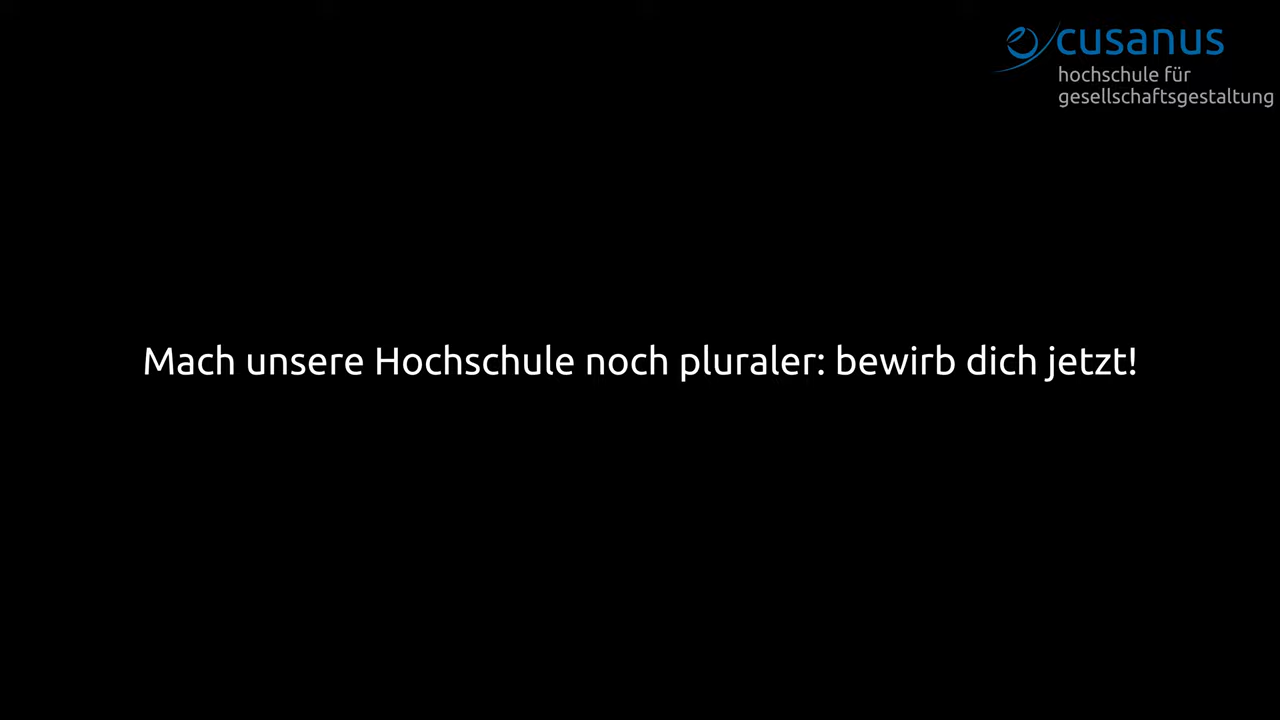 cusanus
hochschule für
gesellschaftsgestaltung
Mach unsere Hochschule noch pluraler: bewirb dich jetzt!